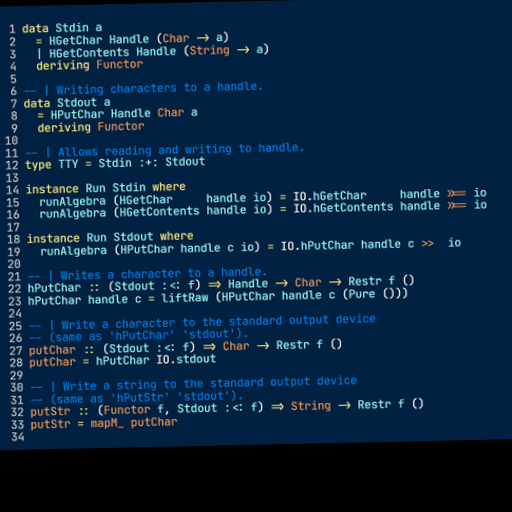 1 data Stdin a
2   = HGetChar Handle (Char → a)
3   | HGetContents Handle (String → a)
4   deriving Functor
5
6 -- | Writing characters to a handle.
7 data Stdout a
8   = HPutChar Handle Char a
9   deriving Functor
10
11 -- | Allows reading and writing to handle.
12 type TTY = Stdin :+: Stdout
13
14 instance Run Stdin where
15   runAlgebra (HGetChar     handle io) = IO.hGetChar     handle >>= io
16   runAlgebra (HGetContents handle io) = IO.hGetContents handle >>= io
17
18 instance Run Stdout where
19   runAlgebra (HPutChar handle c io) = IO.hPutChar handle c >>  io
20
21 -- | Writes a character to a handle.
22 hPutChar :: (Stdout :<: f) ⇒ Handle → Char → Restr f ()
23 hPutChar handle c = liftRaw (HPutChar handle c (Pure ()))
24
25 -- | Write a character to the standard output device
26 -- (same as 'hPutChar' 'stdout').
27 putChar :: (Stdout :<: f) ⇒ Char → Restr f ()
28 putChar = hPutChar IO.stdout
29
30 -- | Write a string to the standard output device
31 -- (same as 'hPutStr' 'stdout').
32 putStr :: (Functor f, Stdout :<: f) ⇒ String → Restr f ()
33 putStr = mapM_ putChar
34